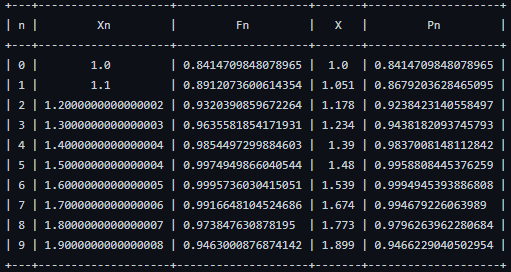 +---+--------------------+--------------------+-------+--------------------+
| n | Xn | Fn | X | Pn |
+---+--------------------+--------------------+-------+--------------------+
| 0 | 1.0 | 0.8414709848078965 | 1.0 | 0.8414709848078965 |
| 1 | 1.1 | 0.8912073600614354 | 1.051 | 0.8679203628465095 |
| 2 | 1.2000000000000002 | 0.9320390859672264 | 1.178 | 0.9238423140558497 |
| 3 | 1.3000000000000003 | 0.9635581854171931 | 1.234 | 0.9438182093745793 |
| 4 | 1.4000000000000004 | 0.9854497299884603 | 1.39 | 0.9837008148112842 |
| 5 | 1.5000000000000004 | 0.9974949866040544 | 1.48 | 0.9958808445376259 |
| 6 | 1.6000000000000005 | 0.9995736030415051 | 1.539 | 0.9994945393886808 |
| 7 | 1.7000000000000006 | 0.9916648104524686 | 1.674 | 0.994679226063989 |
| 8 | 1.8000000000000007 | 0.973847630878195 | 1.773 | 0.9796263962280684 |
| 9 | 1.9000000000000008 | 0.9463000876874142 | 1.899 | 0.9466229040502954 |
+---+--------------------+--------------------+-------+--------------------+